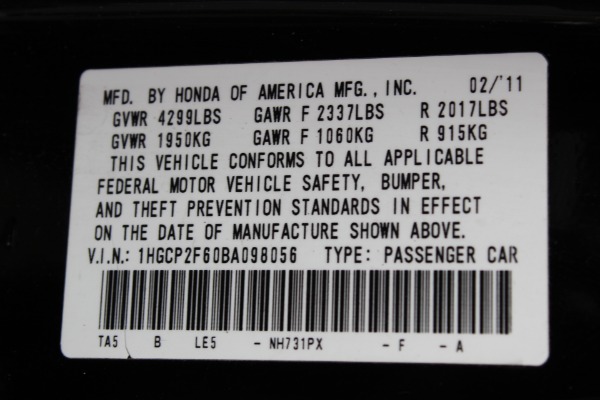 MFD. BY HONDA OF AMERICA MFG., INC. 02/'11
GVWR 4299LBS GAWR F 2337LBS R 2017LBS
GVWR 1950KG GAWR F 1060KG R 915KG
THIS VEHICLE CONFORMS TO ALL APPLICABLE
FEDERAL MOTOR VEHICLE SAFETY, BUMPER,
AND THEFT PREVENTION STANDARDS IN EFFECT
ON THE DATE OF MANUFACTURE SHOWN ABOVE.
V.I.N.: 1HGCP2F60BA098056 TYPE: PASSENGER CAR
TA5 B LE5 - NH731PX - F - A